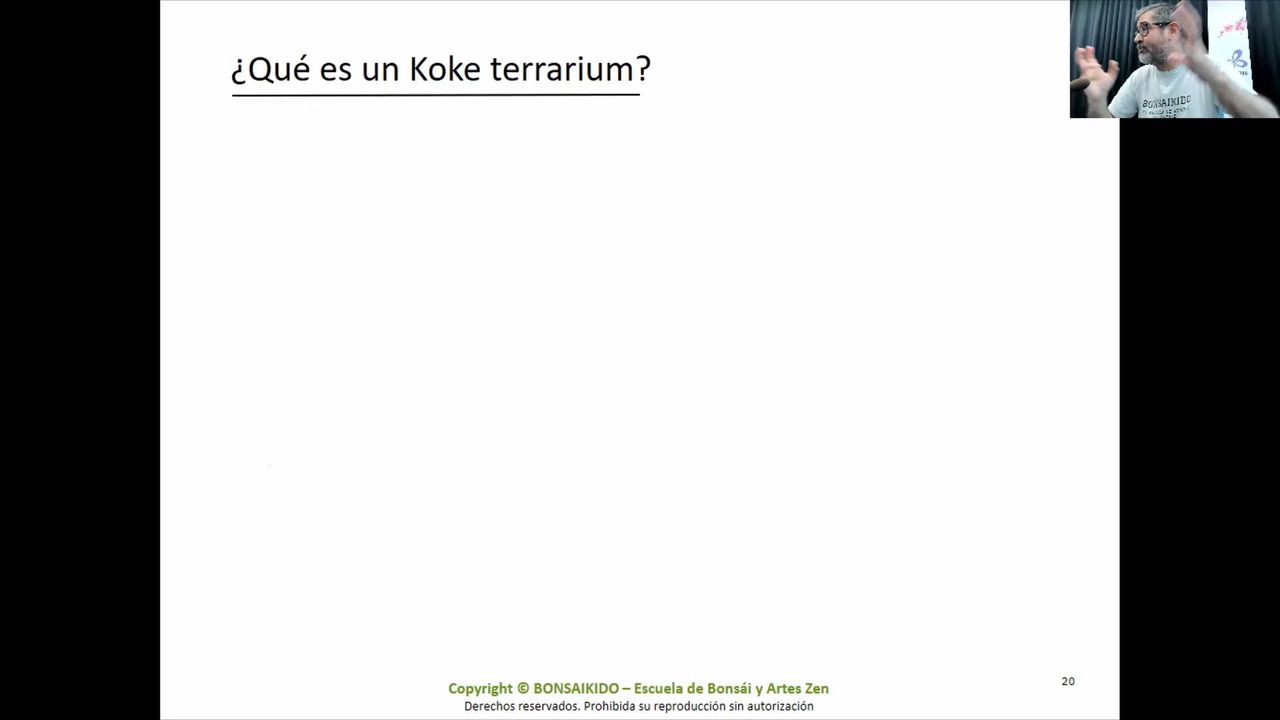 ¿Qué es un Koke terrarium?
BONSAIKIDO
20
Copyright © BONSAIKIDO – Escuela de Bonsái y Artes Zen
Derechos reservados. Prohibida su reproducción sin autorización